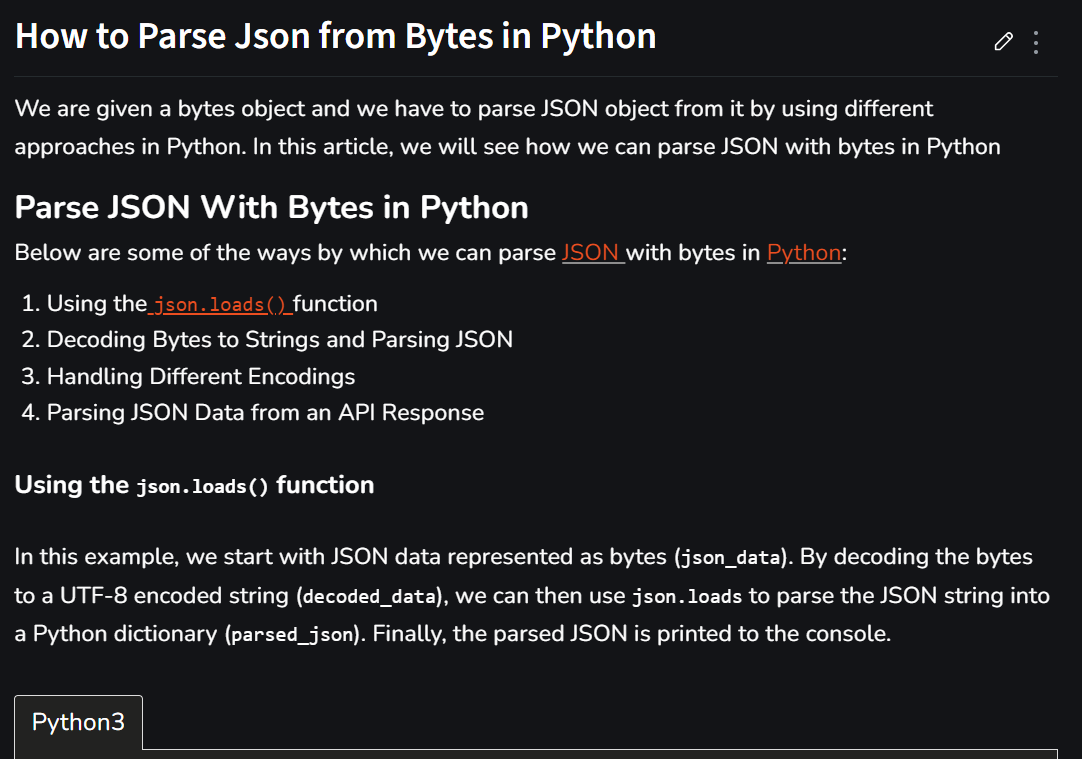 How to Parse Json from Bytes in Python
We are given a bytes object and we have to parse JSON object from it by using different
approaches in Python. In this article, we will see how we can parse JSON with bytes in Python
Parse JSON With Bytes in Python
Below are some of the ways by which we can parse JSON with bytes in Python:
1. Using the json.loads() function
2. Decoding Bytes to Strings and Parsing JSON
3. Handling Different Encodings
4. Parsing JSON Data from an API Response
Using the json.loads() function
In this example, we start with JSON data represented as bytes (json_data). By decoding the bytes
to a UTF-8 encoded string (decoded_data), we can then use json.loads to parse the JSON string into
a Python dictionary (parsed_json). Finally, the parsed JSON is printed to the console.
Python3